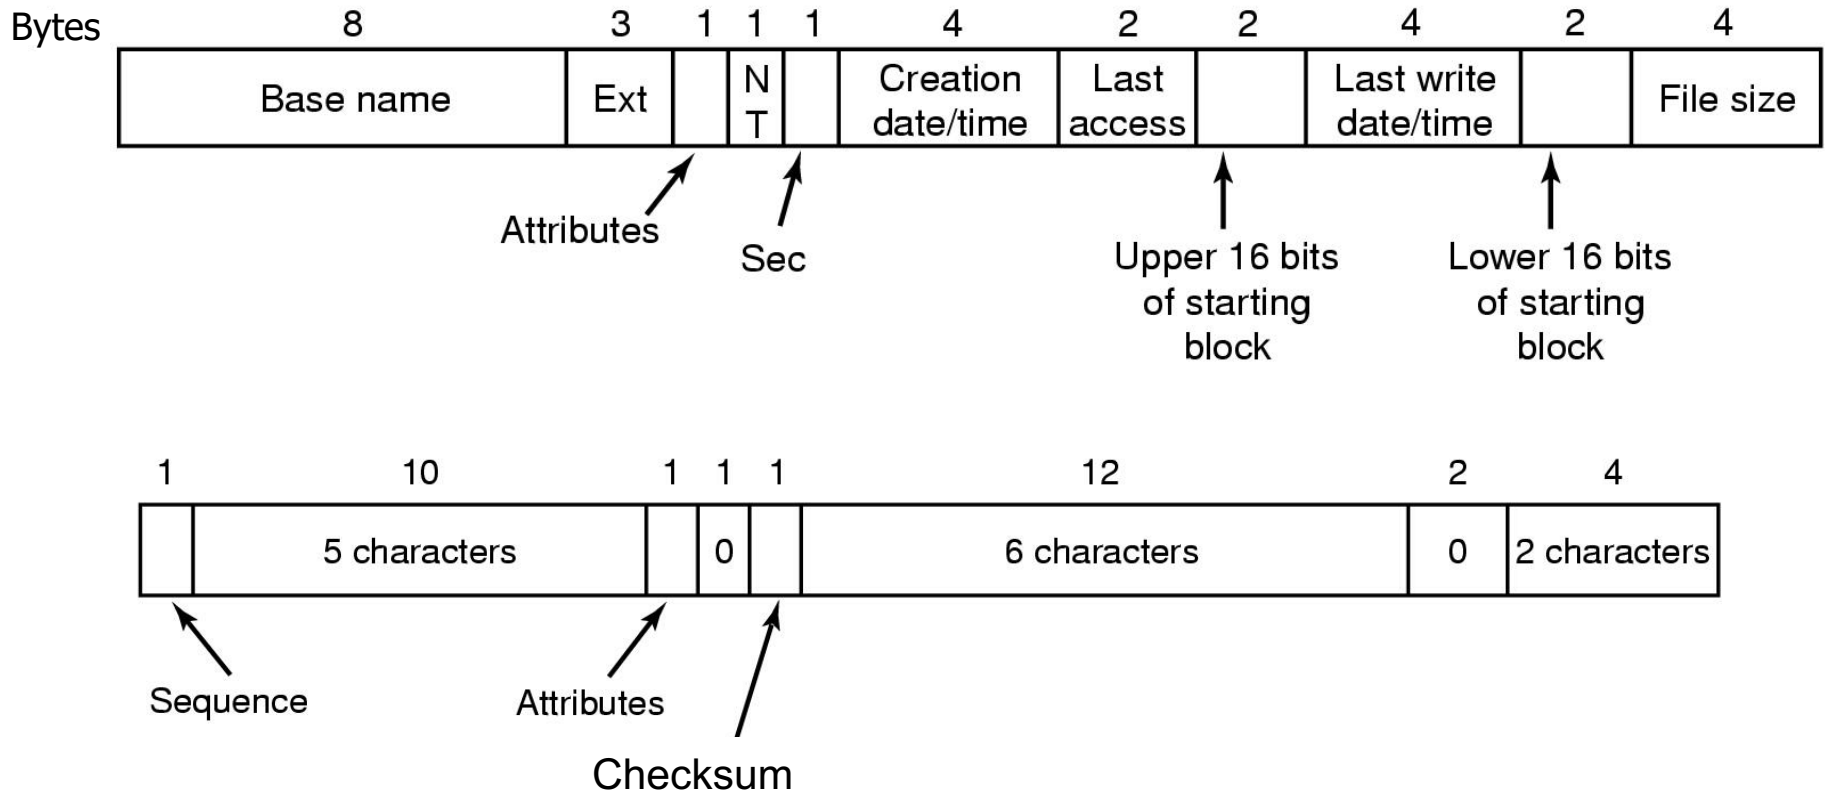 Bytes 8 3 1 1 1 4 2 2 4 2 4
Base name Ext N T Creation date/time Last access Last write date/time File size
Attributes
Sec
Upper 16 bits
of starting
block
Lower 16 bits
of starting
block
1 10 1 1 1 12 2 4
5 characters 0 6 characters 0 2 characters
Sequence
Attributes
Checksum